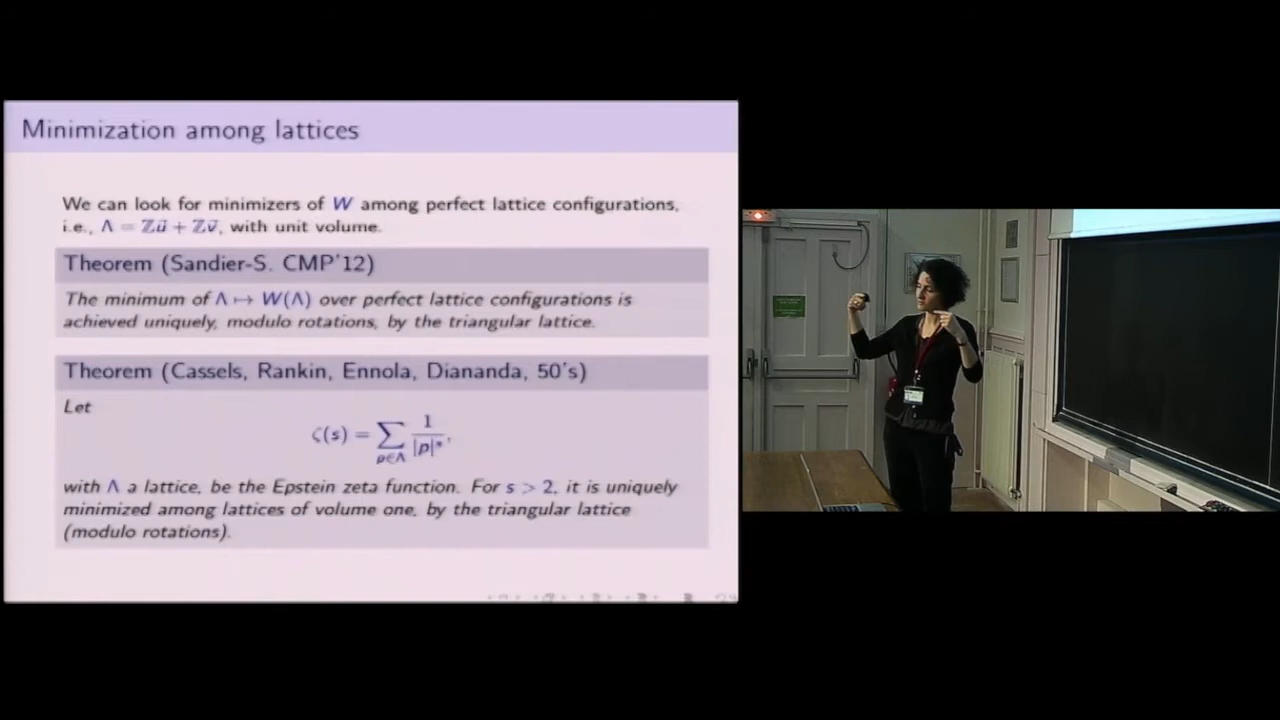 Minimization among lattices
We can look for minimizers of W among perfect lattice configurations,
i.e., Λ = ℤu⃗ + ℤv⃗, with unit volume.
Theorem (Sandier-S. CMP'12)
The minimum of Λ ↦ W(Λ) over perfect lattice configurations is
achieved uniquely, modulo rotations, by the triangular lattice.
Theorem (Cassels, Rankin, Ennola, Diananda, 50's)
Let
ζ(s) = ∑_{p∈Λ} 1/|p|^s,
with Λ a lattice, be the Epstein zeta function. For s > 2, it is uniquely
minimized among lattices of volume one, by the triangular lattice
(modulo rotations).